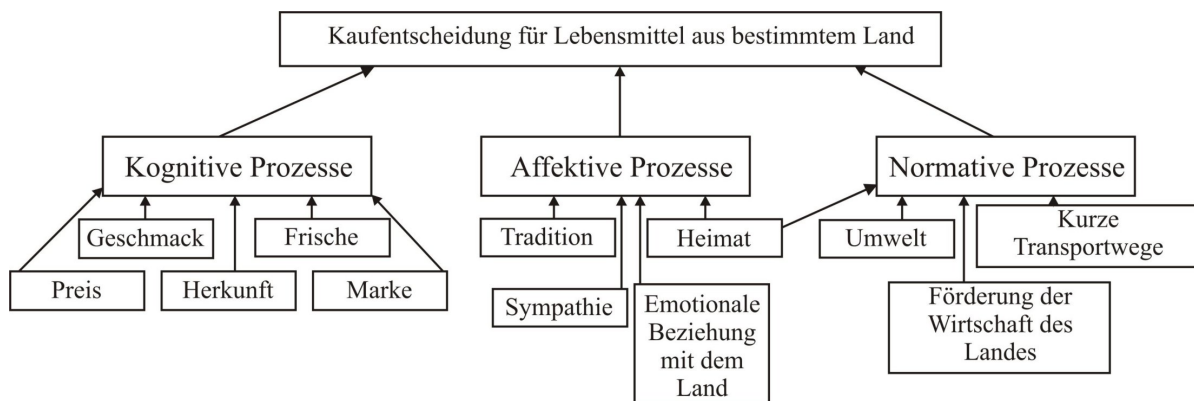 Kaufentscheidung für Lebensmittel aus bestimmtem Land
Kognitive Prozesse
Affektive Prozesse
Normative Prozesse
Geschmack
Frische
Preis
Herkunft
Marke
Tradition
Heimat
Sympathie
Emotionale
Beziehung
mit dem
Land
Umwelt
Kurze
Transportwege
Förderung der
Wirtschaft des
Landes